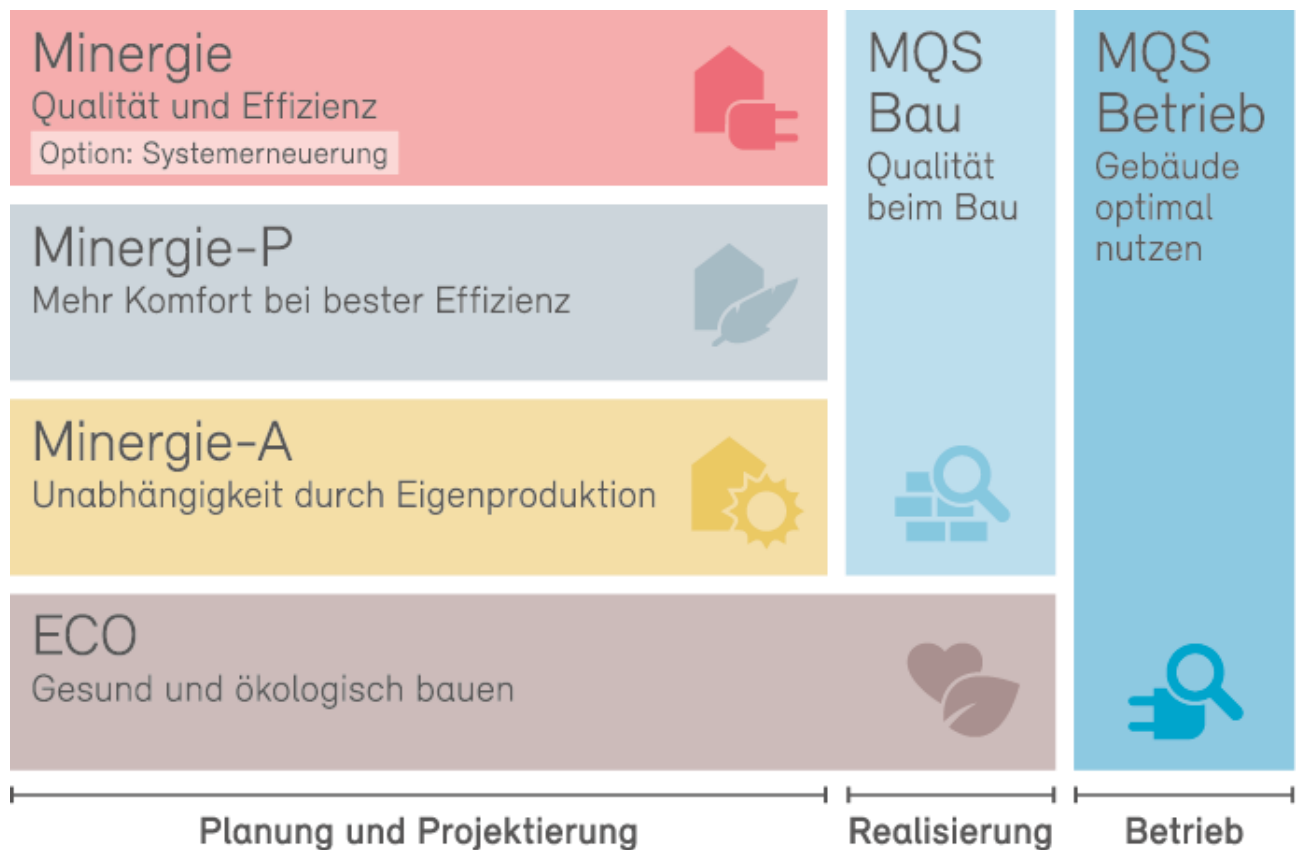 Minergie
Qualität und Effizienz
Option: Systemerneuerung
Minergie-P
Mehr Komfort bei bester Effizienz
Minergie-A
Unabhängigkeit durch Eigenproduktion
ECO
Gesund und ökologisch bauen
MQS
Bau
Qualität
beim Bau
MQS
Betrieb
Gebäude
optimal
nutzen
Planung und Projektierung
Realisierung
Betrieb